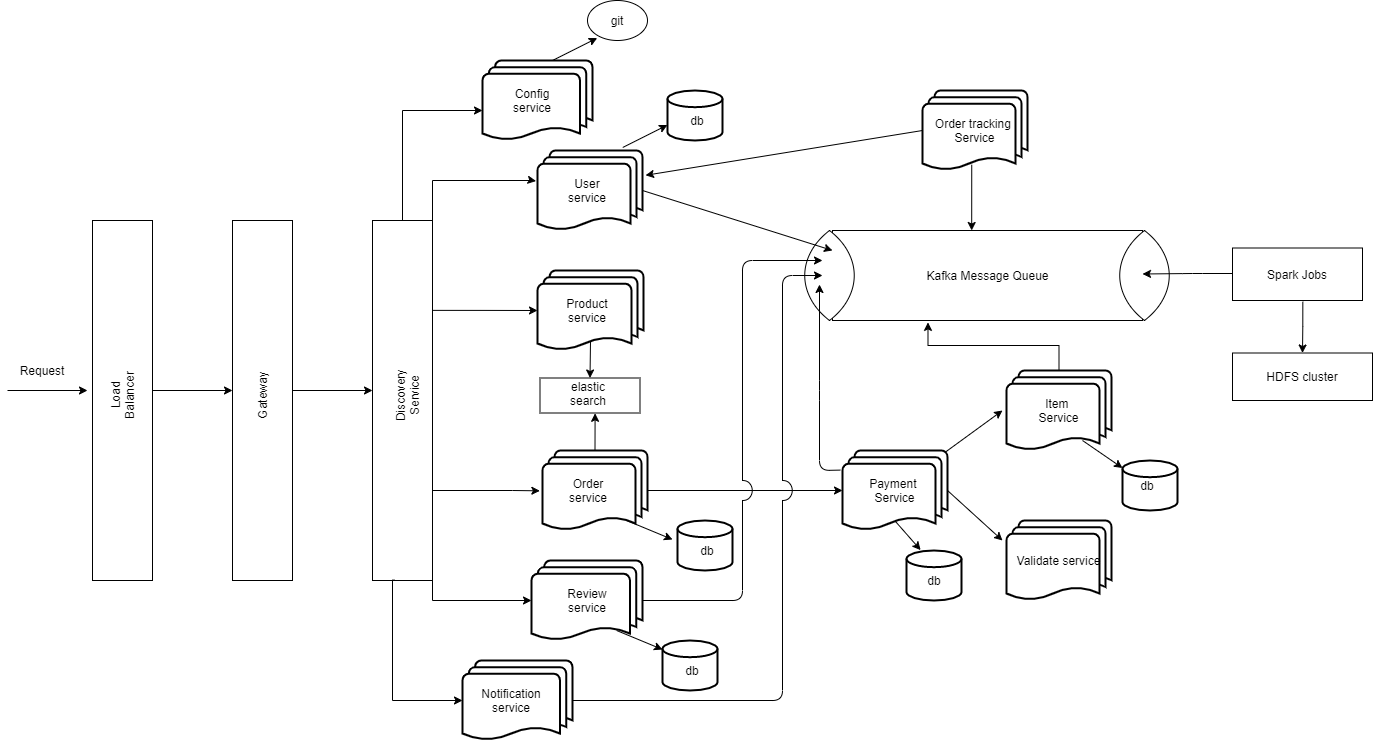 git
Config
service
db
Order tracking
Service
User
service
Kafka Message Queue
Spark Jobs
Product
service
Request
Load
Balancer
Gateway
Discovery
Service
elastic
search
HDFS cluster
Item
Service
Order
service
Payment
Service
db
db
Validate service
db
Review
service
db
Notification
service